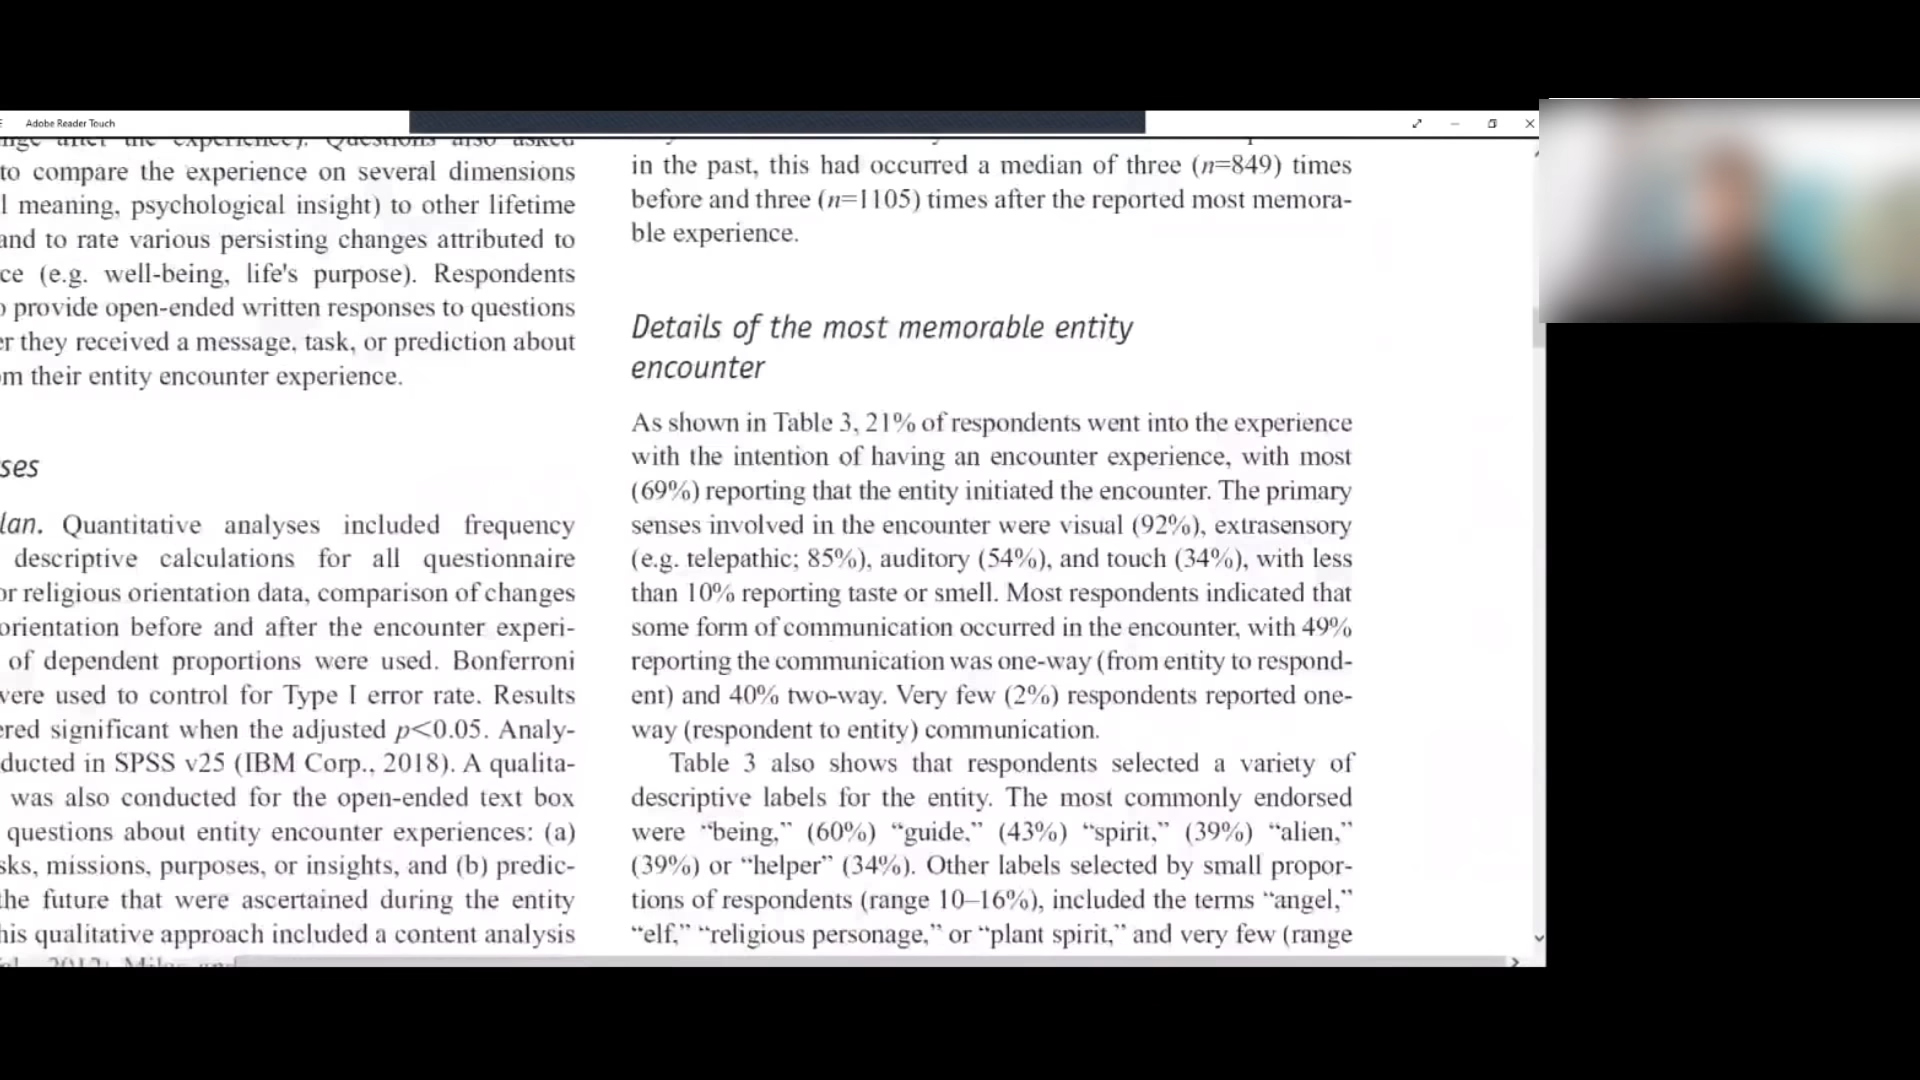 Adobe Reader Touch
after the experience). Questions also asked
to compare the experience on several dimensions
l meaning, psychological insight) to other lifetime
and to rate various persisting changes attributed to
ce (e.g. well-being, life's purpose). Respondents
provide open-ended written responses to questions
er they received a message, task, or prediction about
om their entity encounter experience.
ses
lan. Quantitative analyses included frequency
descriptive calculations for all questionnaire
or religious orientation data, comparison of changes
orientation before and after the encounter experi-
of dependent proportions were used. Bonferroni
were used to control for Type I error rate. Results
ered significant when the adjusted p<0.05. Analy-
ducted in SPSS v25 (IBM Corp., 2018). A qualita-
was also conducted for the open-ended text box
questions about entity encounter experiences: (a)
sks, missions, purposes, or insights, and (b) predic-
the future that were ascertained during the entity
his qualitative approach included a content analysis
in the past, this had occurred a median of three (n=849) times
before and three (n=1105) times after the reported most memora-
ble experience.
Details of the most memorable entity
encounter
As shown in Table 3, 21% of respondents went into the experience
with the intention of having an encounter experience, with most
(69%) reporting that the entity initiated the encounter. The primary
senses involved in the encounter were visual (92%), extrasensory
(e.g. telepathic; 85%), auditory (54%), and touch (34%), with less
than 10% reporting taste or smell. Most respondents indicated that
some form of communication occurred in the encounter, with 49%
reporting the communication was one-way (from entity to respond-
ent) and 40% two-way. Very few (2%) respondents reported one-
way (respondent to entity) communication.
Table 3 also shows that respondents selected a variety of
descriptive labels for the entity. The most commonly endorsed
were “being,” (60%) “guide,” (43%) “spirit,” (39%) “alien,”
(39%) or “helper” (34%). Other labels selected by small propor-
tions of respondents (range 10–16%), included the terms “angel,”
“elf,” “religious personage,” or “plant spirit,” and very few (range